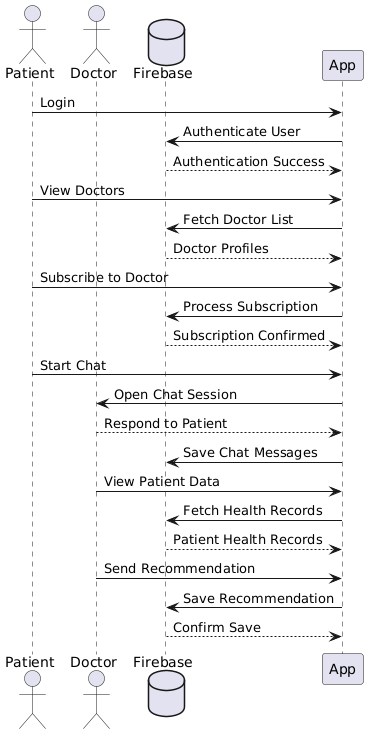 Patient Doctor Firebase App
Login
Authenticate User
Authentication Success
View Doctors
Fetch Doctor List
Doctor Profiles
Subscribe to Doctor
Process Subscription
Subscription Confirmed
Start Chat
Open Chat Session
Respond to Patient
Save Chat Messages
View Patient Data
Fetch Health Records
Patient Health Records
Send Recommendation
Save Recommendation
Confirm Save
Patient Doctor Firebase App